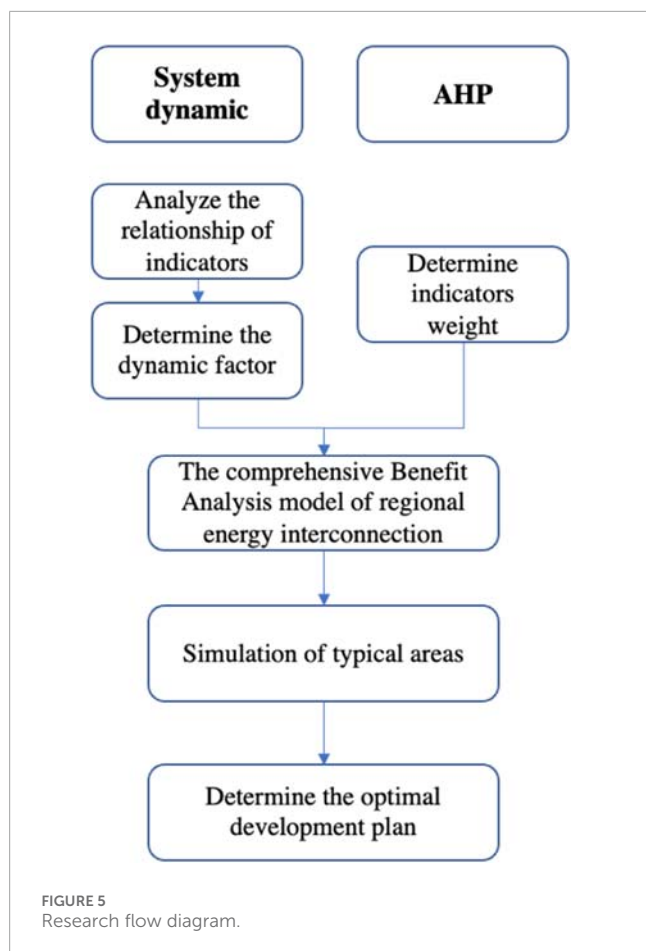 System
dynamic
AHP
Analyze the
relationship of
indicators
Determine
indicators
weight
Determine the
dynamic factor
The comprehensive Benefit
Analysis model of regional
energy interconnection
Simulation of typical areas
Determine the optimal
development plan
FIGURE 5
Research flow diagram.